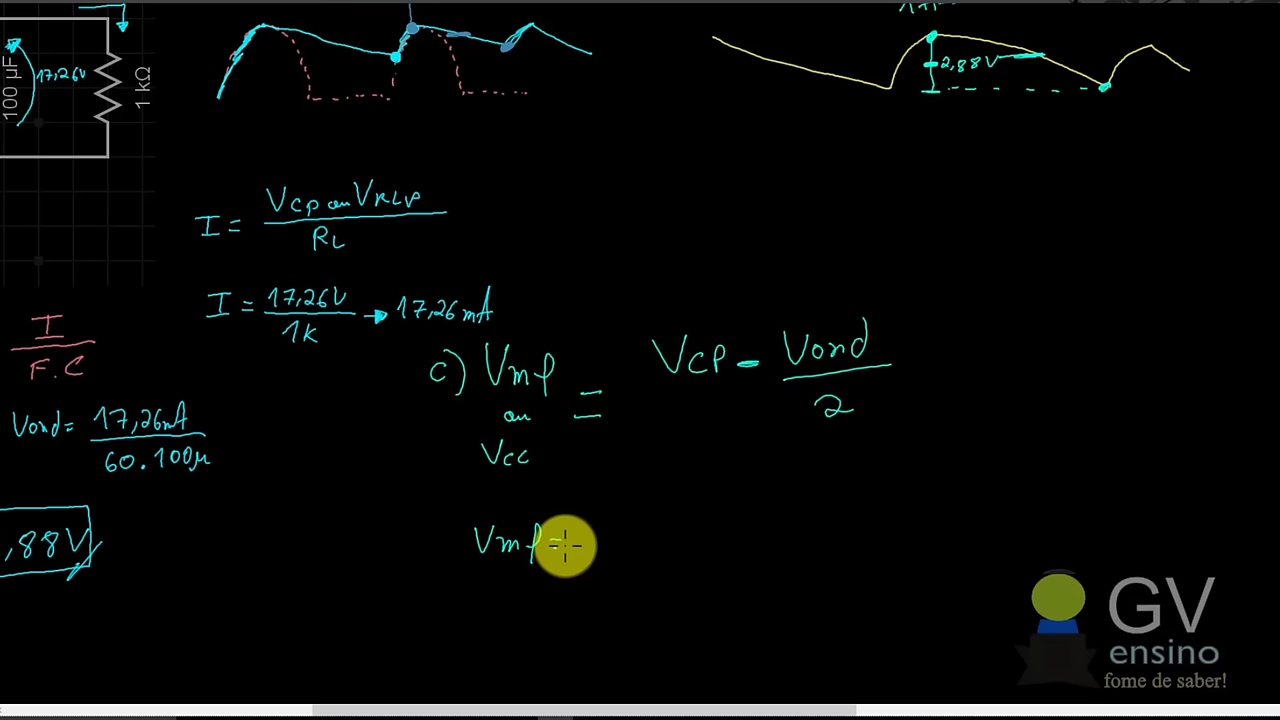 100 µF
17,26V
1 kΩ
2,88V
I = VCP ou VRLP / RL
I = 17,26V / 1K → 17,26mA
I / F.C
Vond = 17,26mA / 60.100µ
,88V
c) Vmf ou VCC = VCP - Vond / 2
Vmf =
GV
ensino
fome de saber!